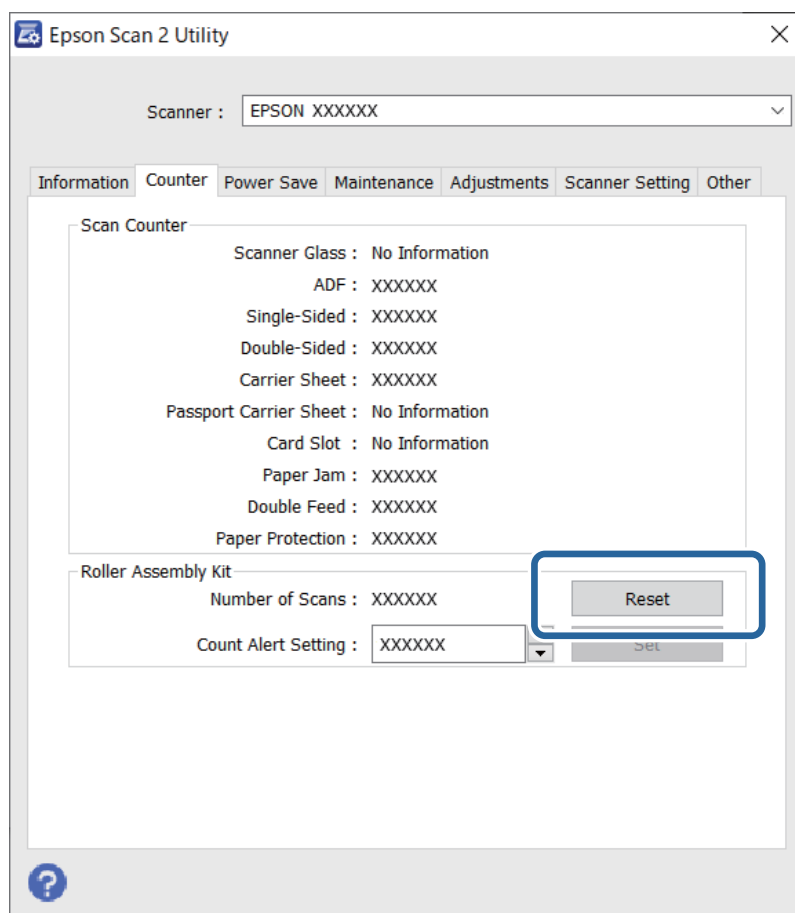 Epson Scan 2 Utility
Scanner : EPSON XXXXXX
Information Counter Power Save Maintenance Adjustments Scanner Setting Other
Scan Counter
Scanner Glass : No Information
ADF : XXXXXX
Single-Sided : XXXXXX
Double-Sided : XXXXXX
Carrier Sheet : XXXXXX
Passport Carrier Sheet : No Information
Card Slot : No Information
Paper Jam : XXXXXX
Double Feed : XXXXXX
Paper Protection : XXXXXX
Roller Assembly Kit
Number of Scans : XXXXXX Reset
Count Alert Setting : XXXXXX Set
?